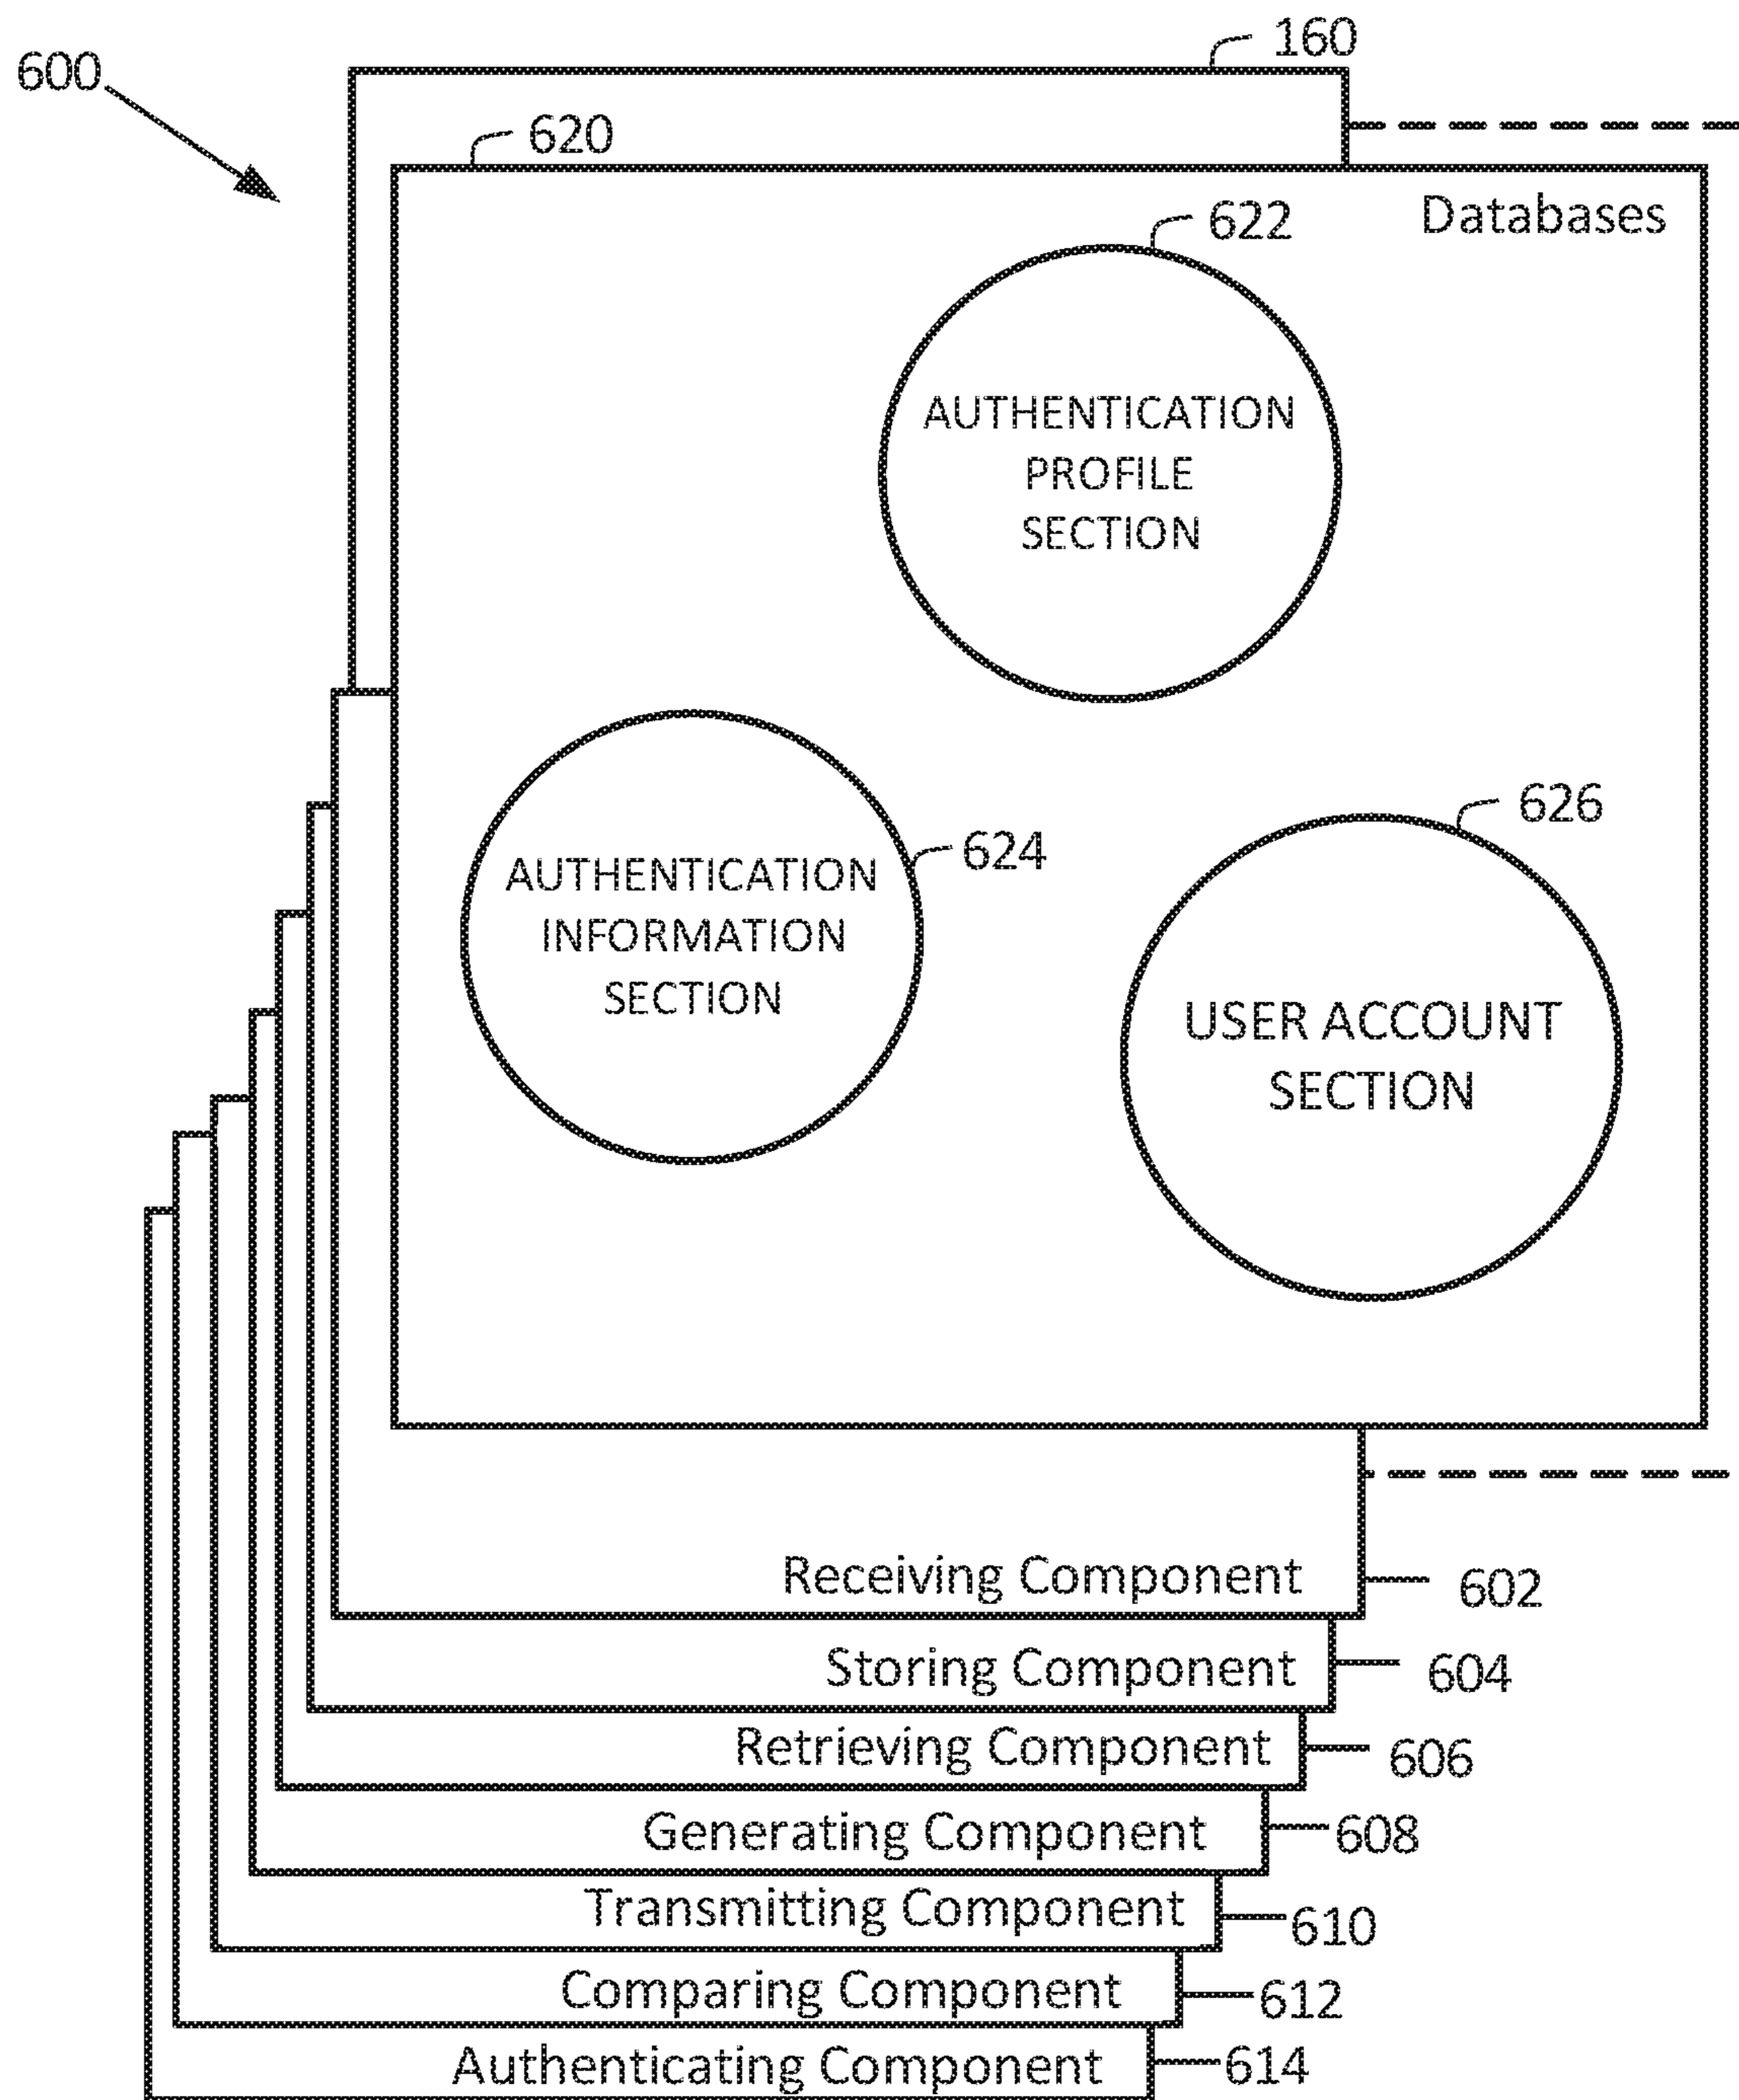 160
600
620
Databases
622
AUTHENTICATION
PROFILE
SECTION
626
624
AUTHENTICATION
INFORMATION
SECTION
USER ACCOUNT
SECTION
Receiving Component
602
Storing Component
604
Retrieving Component
606
Generating Component
608
Transmitting Component
610
Comparing Component
612
Authenticating Component
614